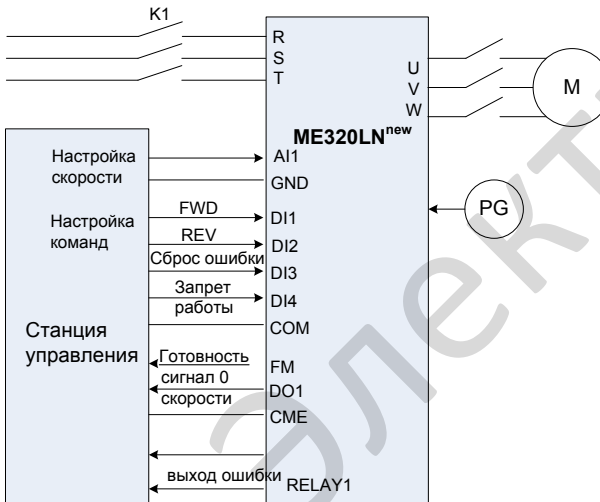 K1
R
S
T
U
V
W
M
ME320LNnew
Настройка
скорости
AI1
GND
PG
Настройка
команд
FWD
DI1
REV
DI2
Сброс ошибки
DI3
Запрет
работы
DI4
COM
Станция
управления
Готовность
FM
сигнал 0
скорости
DO1
CME
выход ошибки
RELAY1
Элект